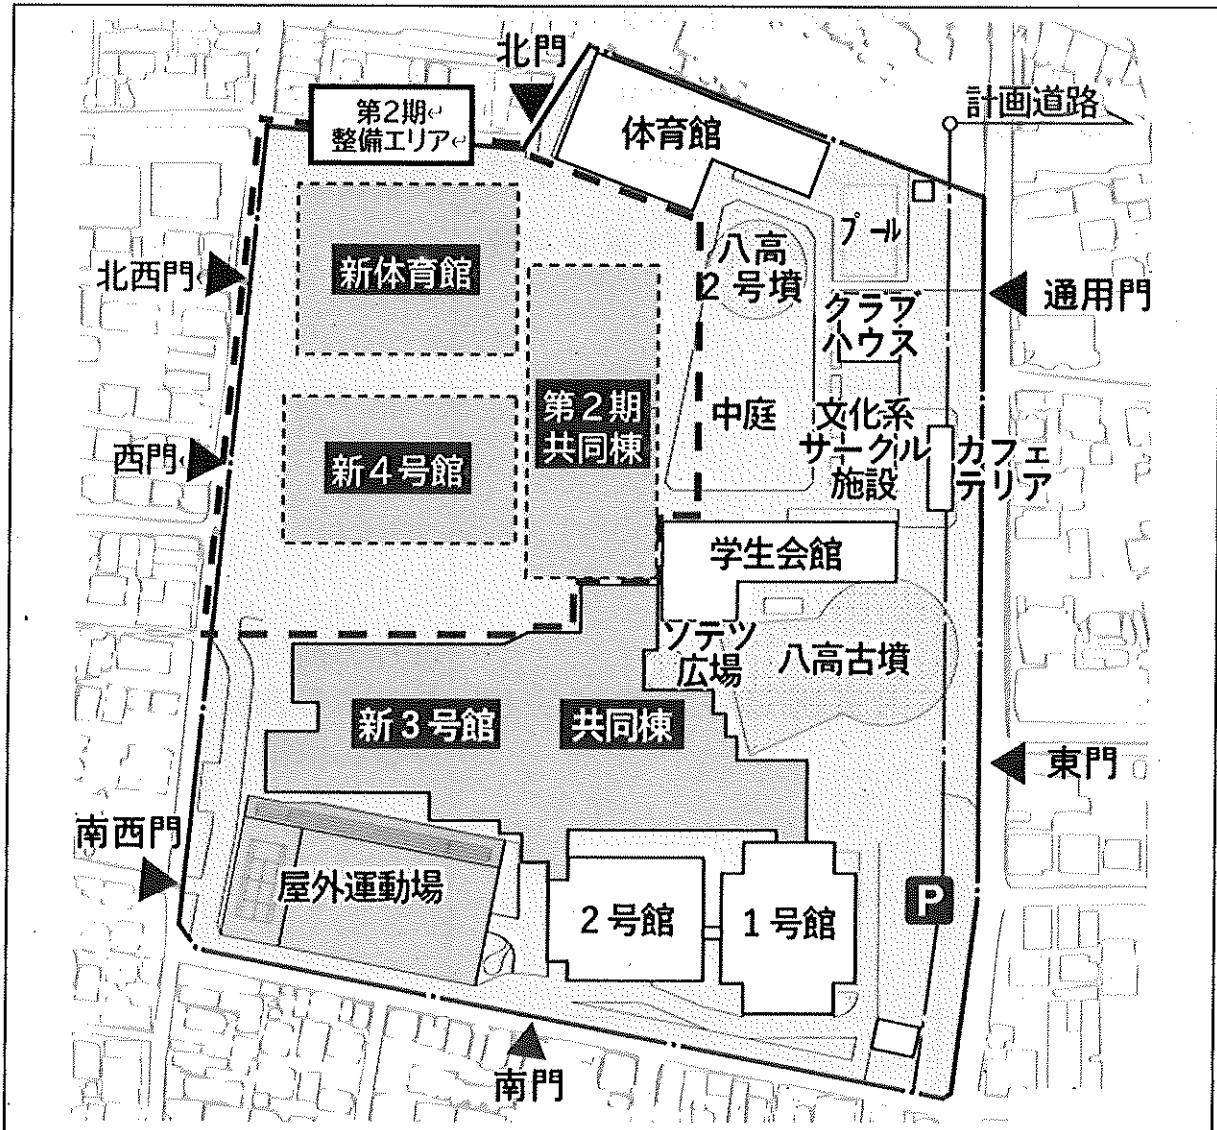 北門
計画道路
第2期
整備エリア
体育館
プール
八高
2号墳
新体育館
北西門
通用門
クラブ
ハウス
第2期
共同棟
中庭
文化系
サークル
施設
カフェ
テリア
西門
新4号館
学生会館
ソテツ
広場
八高古墳
新3号館
共同棟
東門
南西門
屋外運動場
2号館
1号館
P
南門